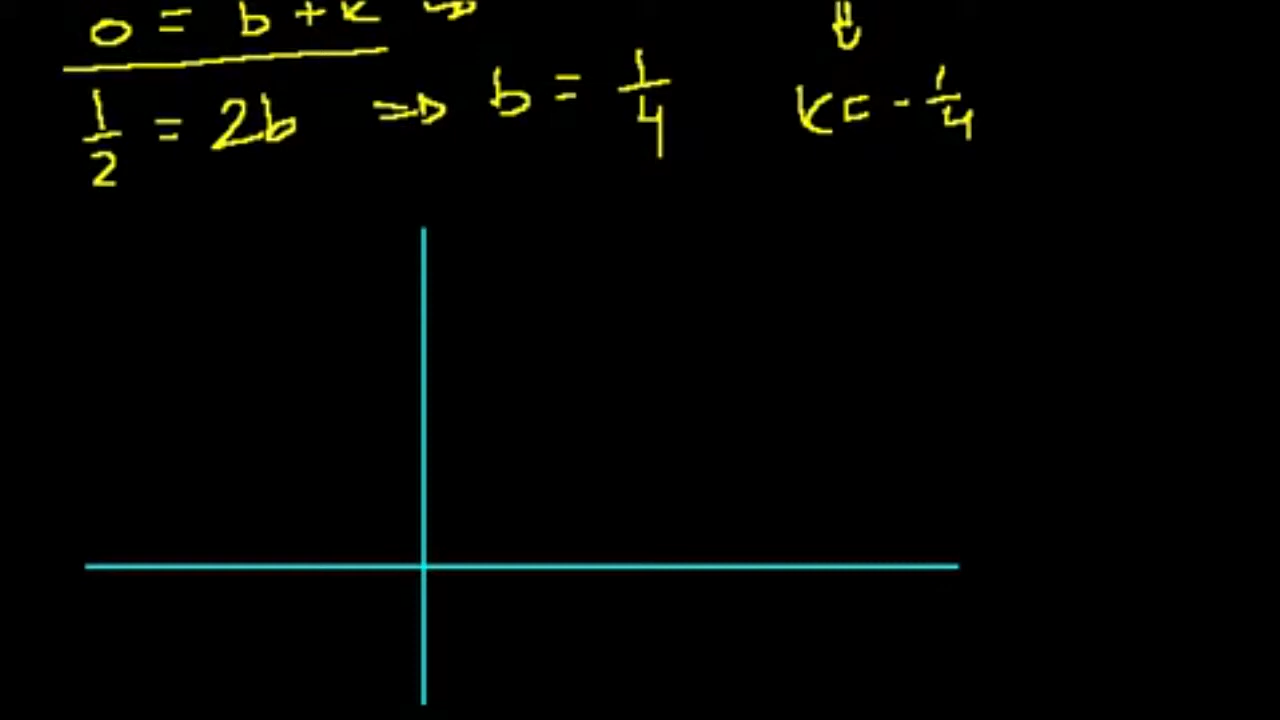 0 = b + k ⇒
1/2 = 2b ⇒ b = 1/4 ⇓ k = - 1/4